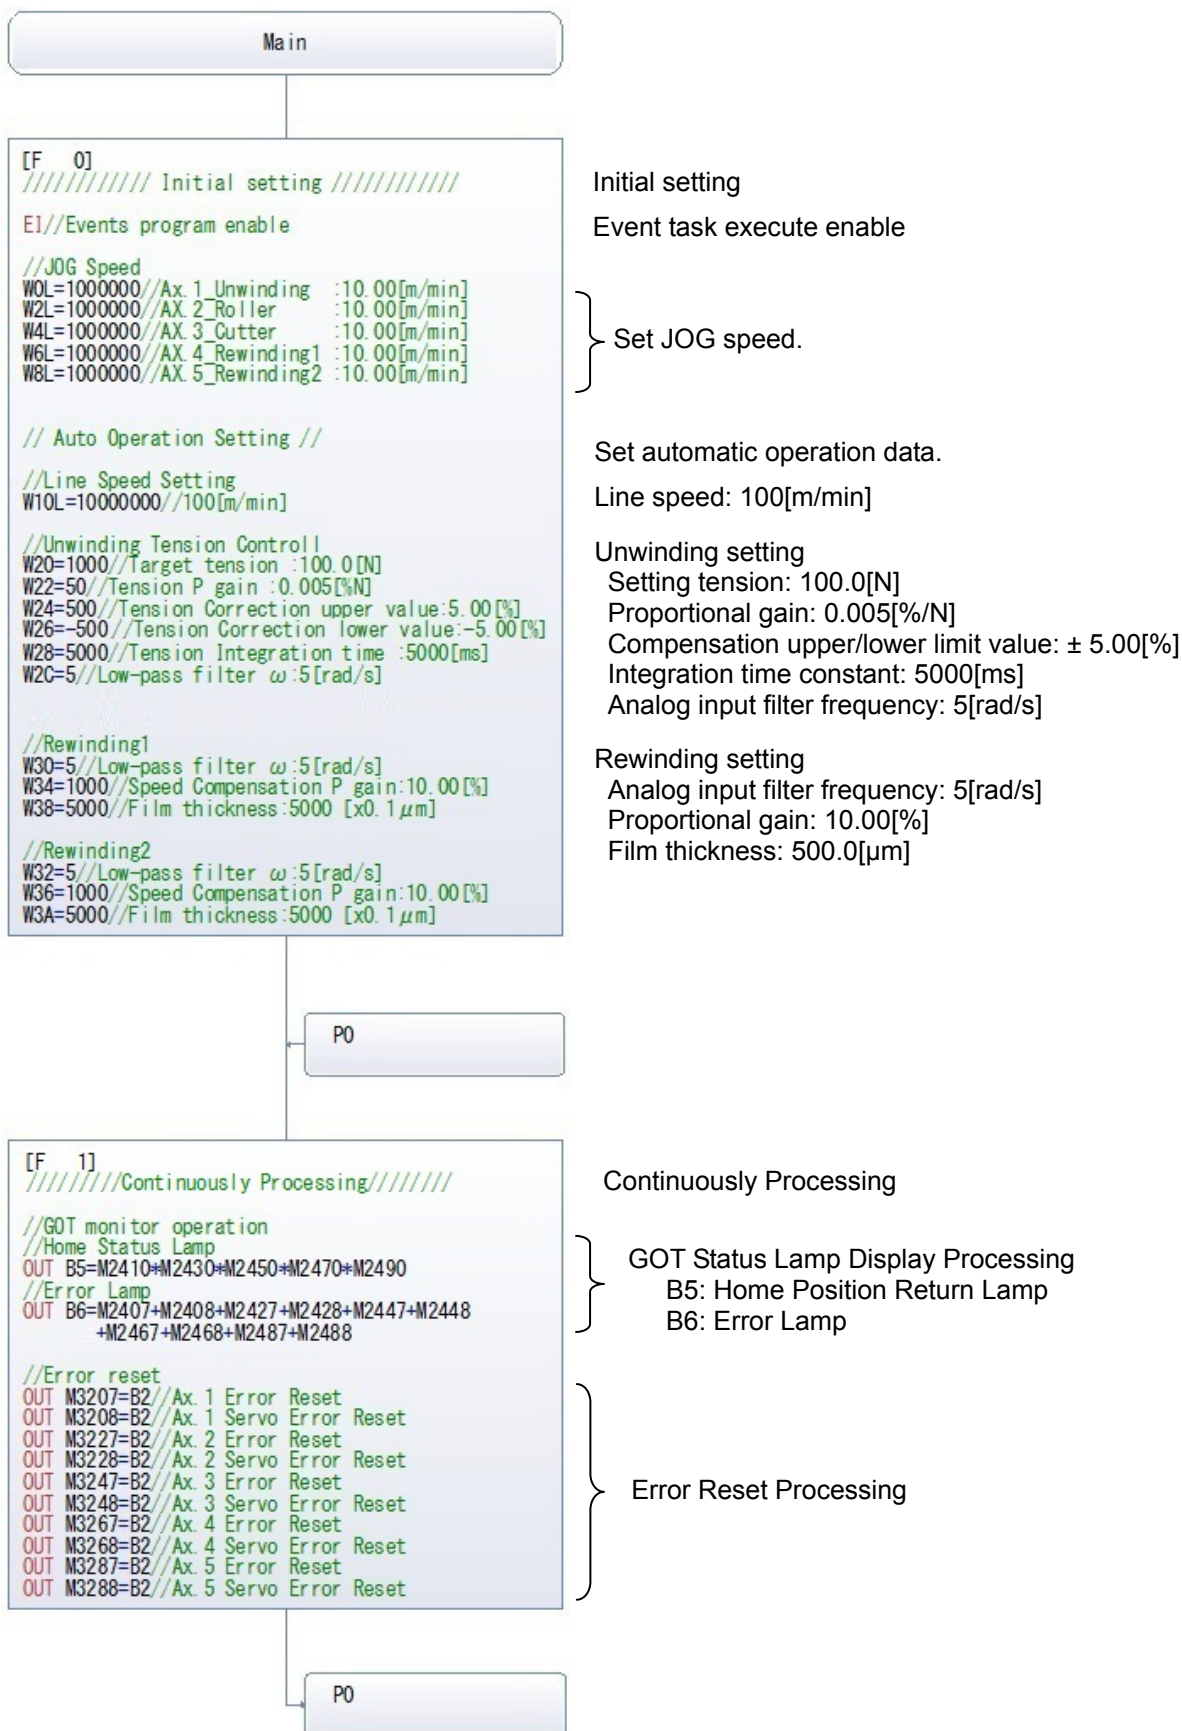 Main
[F 0]
//////////// Initial setting ////////////
Initial setting
EI//Events program enable
Event task execute enable
//JOG Speed
W0L=1000000//Ax.1_Unwinding :10.00[m/min]
W2L=1000000//AX.2_Roller :10.00[m/min]
W4L=1000000//AX.3_Cutter :10.00[m/min]
W6L=1000000//AX.4_Rewinding1 :10.00[m/min]
W8L=1000000//AX.5_Rewinding2 :10.00[m/min]
Set JOG speed.
// Auto Operation Setting //
Set automatic operation data.
//Line Speed Setting
W10L=10000000//100[m/min]
Line speed: 100[m/min]
//Unwinding Tension Controll
W20=1000//Target tension :100.0[N]
W22=50//Tension P gain :0.005[%N]
W24=500//Tension Correction upper value:5.00[%]
W26=-500//Tension Correction lower value:-5.00[%]
W28=5000//Tension Integration time :5000[ms]
W2C=5//Low-pass filter ω:5[rad/s]
Unwinding setting
Setting tension: 100.0[N]
Proportional gain: 0.005[%/N]
Compensation upper/lower limit value: ± 5.00[%]
Integration time constant: 5000[ms]
Analog input filter frequency: 5[rad/s]
//Rewinding1
W30=5//Low-pass filter ω:5[rad/s]
W34=1000//Speed Compensation P gain:10.00[%]
W38=5000//Film thickness:5000 [x0.1μm]
//Rewinding2
W32=5//Low-pass filter ω:5[rad/s]
W36=1000//Speed Compensation P gain:10.00[%]
W3A=5000//Film thickness:5000 [x0.1μm]
Rewinding setting
Analog input filter frequency: 5[rad/s]
Proportional gain: 10.00[%]
Film thickness: 500.0[μm]
P0
[F 1]
/////////Continuously Processing////////
Continuously Processing
//GOT monitor operation
//Home Status Lamp
OUT B5=M2410*M2430*M2450*M2470*M2490
//Error Lamp
OUT B6=M2407+M2408+M2427+M2428+M2447+M2448
+M2467+M2468+M2487+M2488
GOT Status Lamp Display Processing
B5: Home Position Return Lamp
B6: Error Lamp
//Error reset
OUT M3207=B2//Ax.1 Error Reset
OUT M3208=B2//Ax.1 Servo Error Reset
OUT M3227=B2//Ax.2 Error Reset
OUT M3228=B2//Ax.2 Servo Error Reset
OUT M3247=B2//Ax.3 Error Reset
OUT M3248=B2//Ax.3 Servo Error Reset
OUT M3267=B2//Ax.4 Error Reset
OUT M3268=B2//Ax.4 Servo Error Reset
OUT M3287=B2//Ax.5 Error Reset
OUT M3288=B2//Ax.5 Servo Error Reset
Error Reset Processing
P0